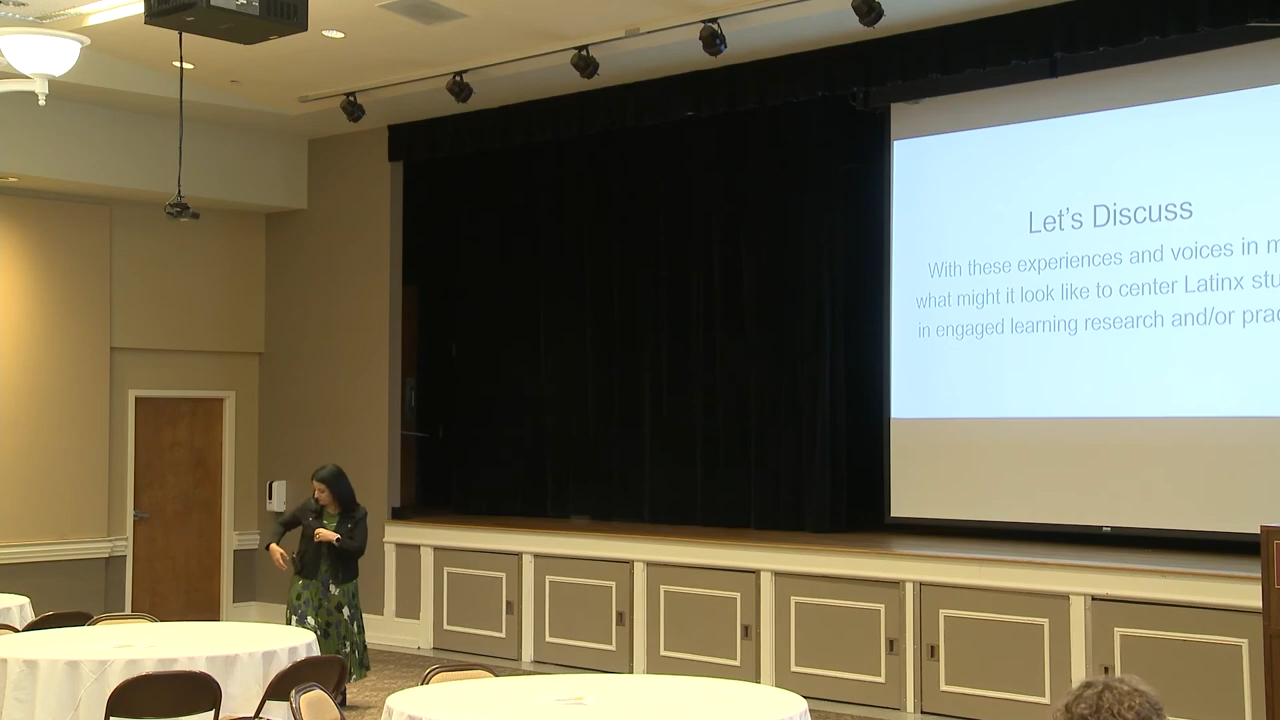 Let's Discuss
With these experiences and voices in
what might it look like to center Latinx
in engaged learning research and/or